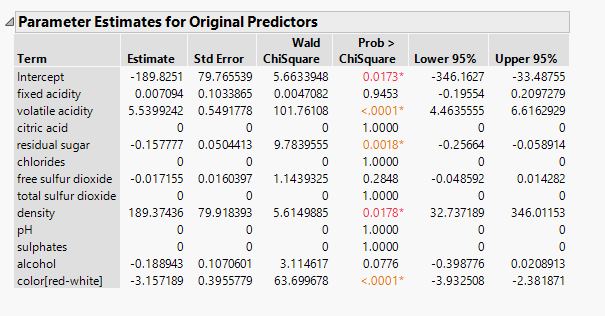 Parameter Estimates for Original Predictors
Wald Prob >
Term Estimate Std Error ChiSquare ChiSquare Lower 95% Upper 95%
Intercept -189.8251 79.765539 5.6633948 0.0173* -346.1627 -33.48755
fixed acidity 0.007094 0.1033865 0.0047082 0.9453 -0.19554 0.2097279
volatile acidity 5.5399242 0.5491778 101.76108 <.0001* 4.4635555 6.6162929
citric acid 0 0 0 1.0000 0 0
residual sugar -0.157777 0.0504413 9.7839555 0.0018* -0.25664 -0.058914
chlorides 0 0 0 1.0000 0 0
free sulfur dioxide -0.017155 0.0160397 1.1439325 0.2848 -0.048592 0.014282
total sulfur dioxide 0 0 0 1.0000 0 0
density 189.37436 79.918393 5.6149885 0.0178* 32.737189 346.01153
pH 0 0 0 1.0000 0 0
sulphates 0 0 0 1.0000 0 0
alcohol -0.188943 0.1070601 3.114617 0.0776 -0.398776 0.0208913
color[red-white] -3.157189 0.3955779 63.699678 <.0001* -3.932508 -2.381871